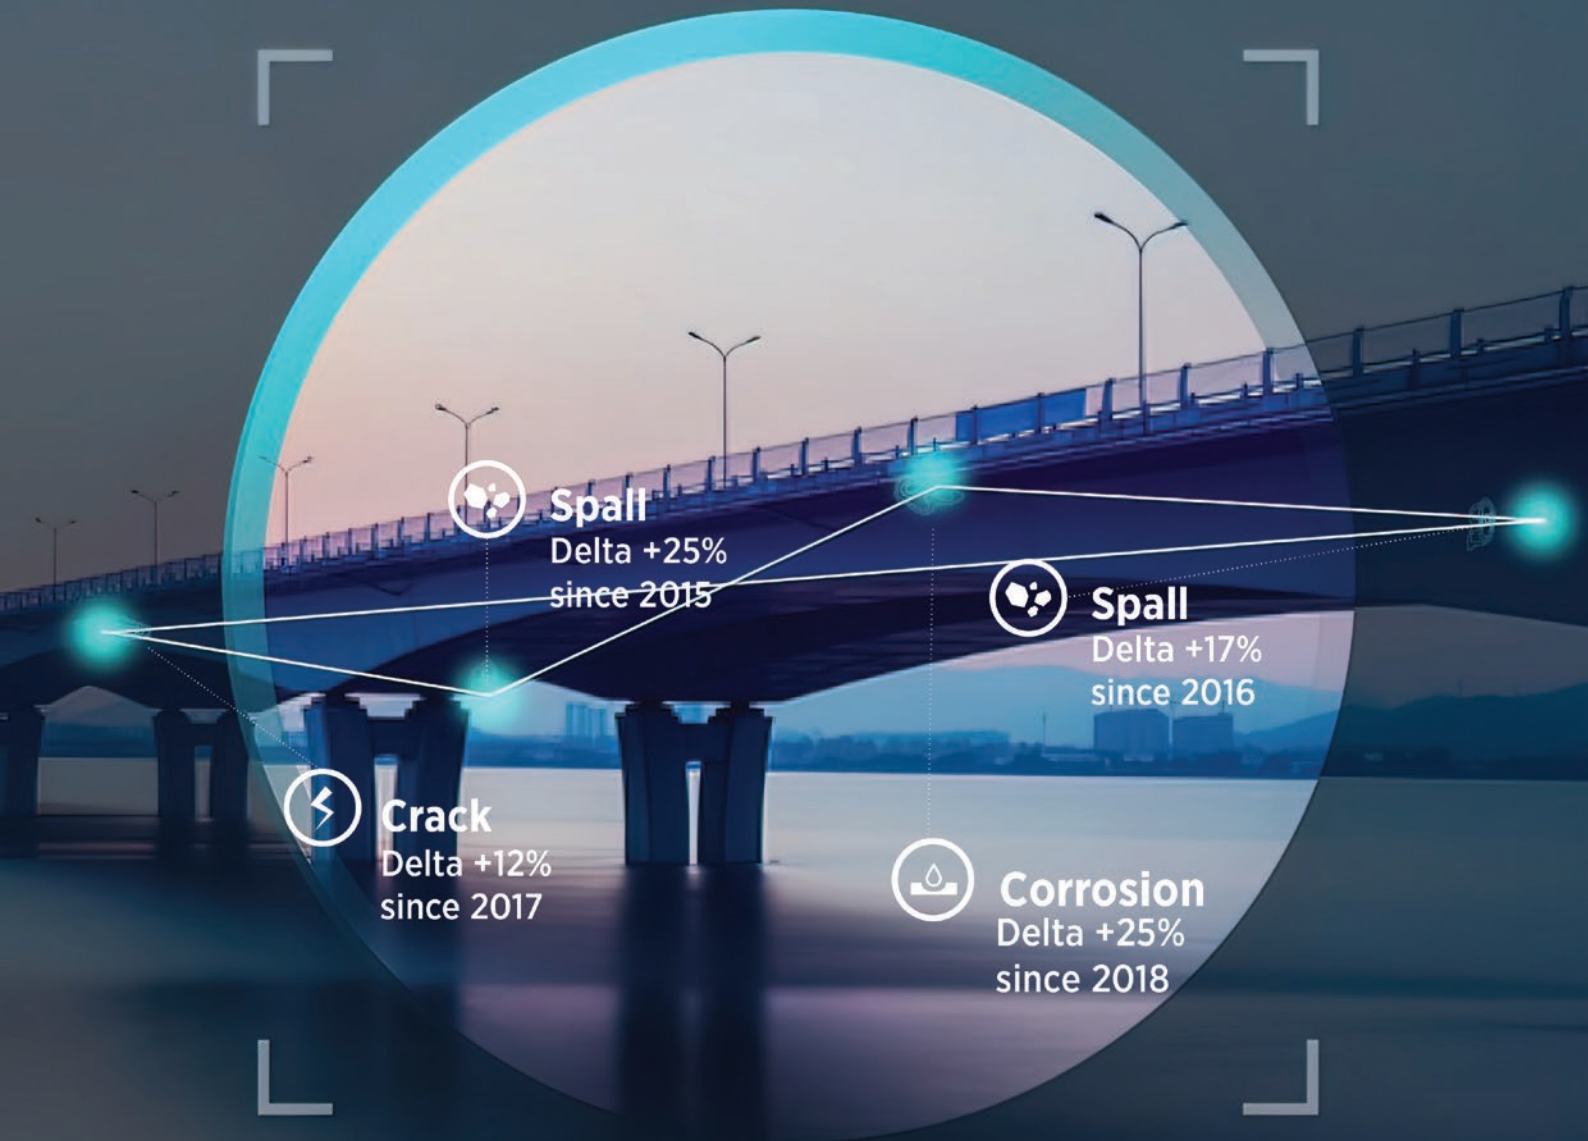 Spall
Delta +25%
since 2015
Spall
Delta +17%
since 2016
Crack
Delta +12%
since 2017
Corrosion
Delta +25%
since 2018